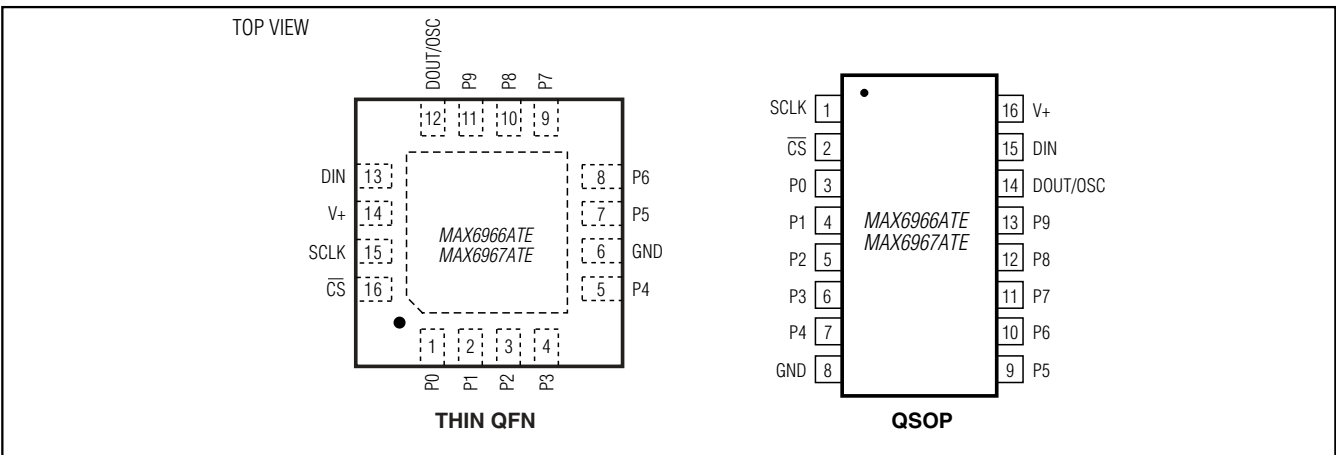 TOP VIEW
DOUT/OSC
P9
P8
P7
12 11 10 9
DIN 13
V+ 14
SCLK 15
CS 16
8 P6
7 P5
6 GND
5 P4
MAX6966ATE
MAX6967ATE
1 2 3 4
P0
P1
P2
P3
THIN QFN
SCLK 1
CS 2
P0 3
P1 4
P2 5
P3 6
P4 7
GND 8
MAX6966ATE
MAX6967ATE
16 V+
15 DIN
14 DOUT/OSC
13 P9
12 P8
11 P7
10 P6
9 P5
QSOP